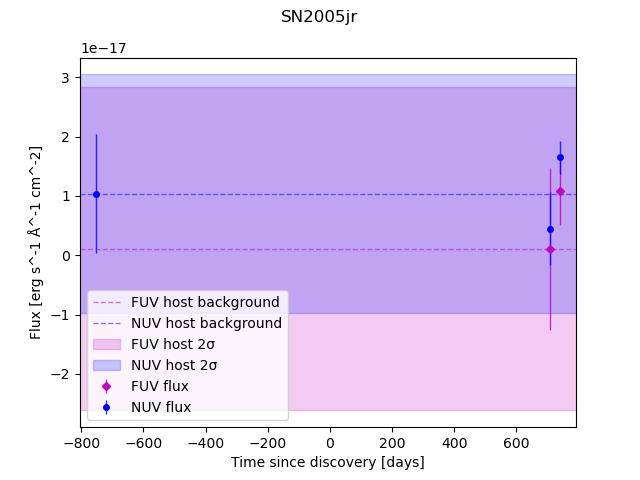 SN2005jr
1e−17
3
2
1
0
−1
−2
Flux [erg s^-1 Å^-1 cm^-2]
FUV host background
NUV host background
FUV host 2σ
NUV host 2σ
FUV flux
NUV flux
−800 −600 −400 −200 0 200 400 600
Time since discovery [days]